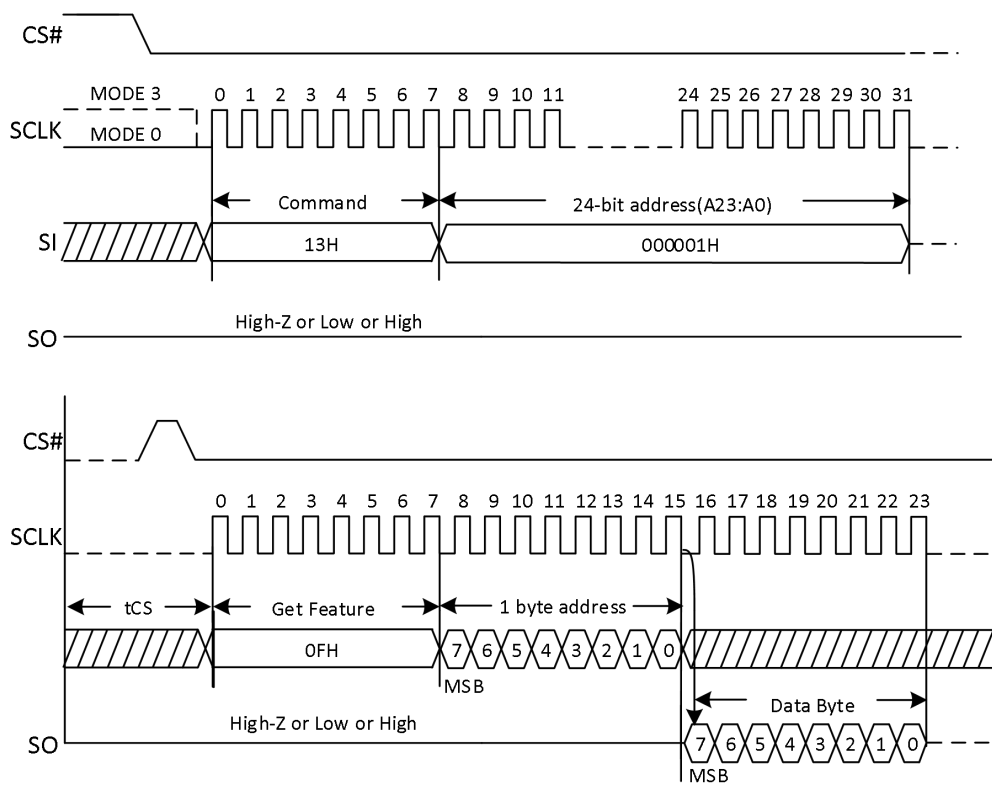 CS#
MODE 3
0 1 2 3 4 5 6 7 8 9 10 11 24 25 26 27 28 29 30 31
SCLK
MODE 0
Command
24-bit address(A23:A0)
SI
13H
000001H
High-Z or Low or High
SO
CS#
0 1 2 3 4 5 6 7 8 9 10 11 12 13 14 15 16 17 18 19 20 21 22 23
SCLK
tCS
Get Feature
1 byte address
0FH
7 6 5 4 3 2 1 0
MSB
Data Byte
High-Z or Low or High
SO
7 6 5 4 3 2 1 0
MSB